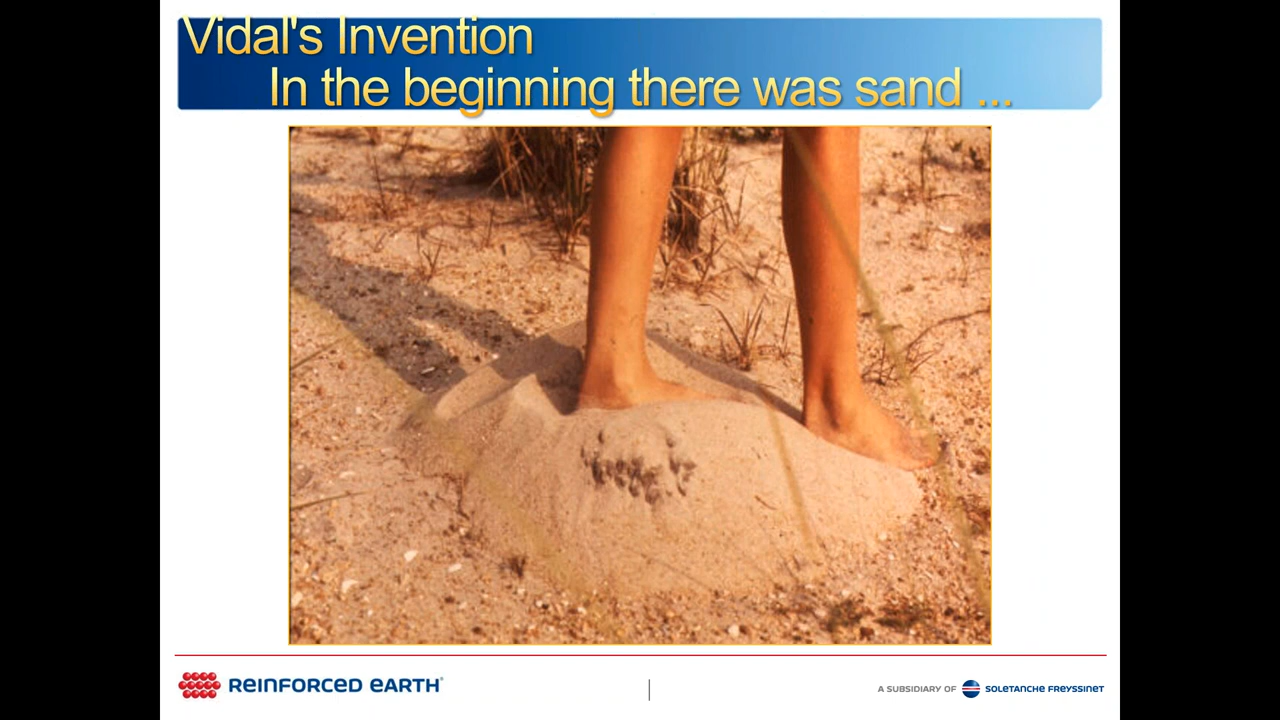 Vidal's Invention
In the beginning there was sand ...
REINFORCED EARTH®
A SUBSIDIARY OF SOLETANCHE FREYSSINET